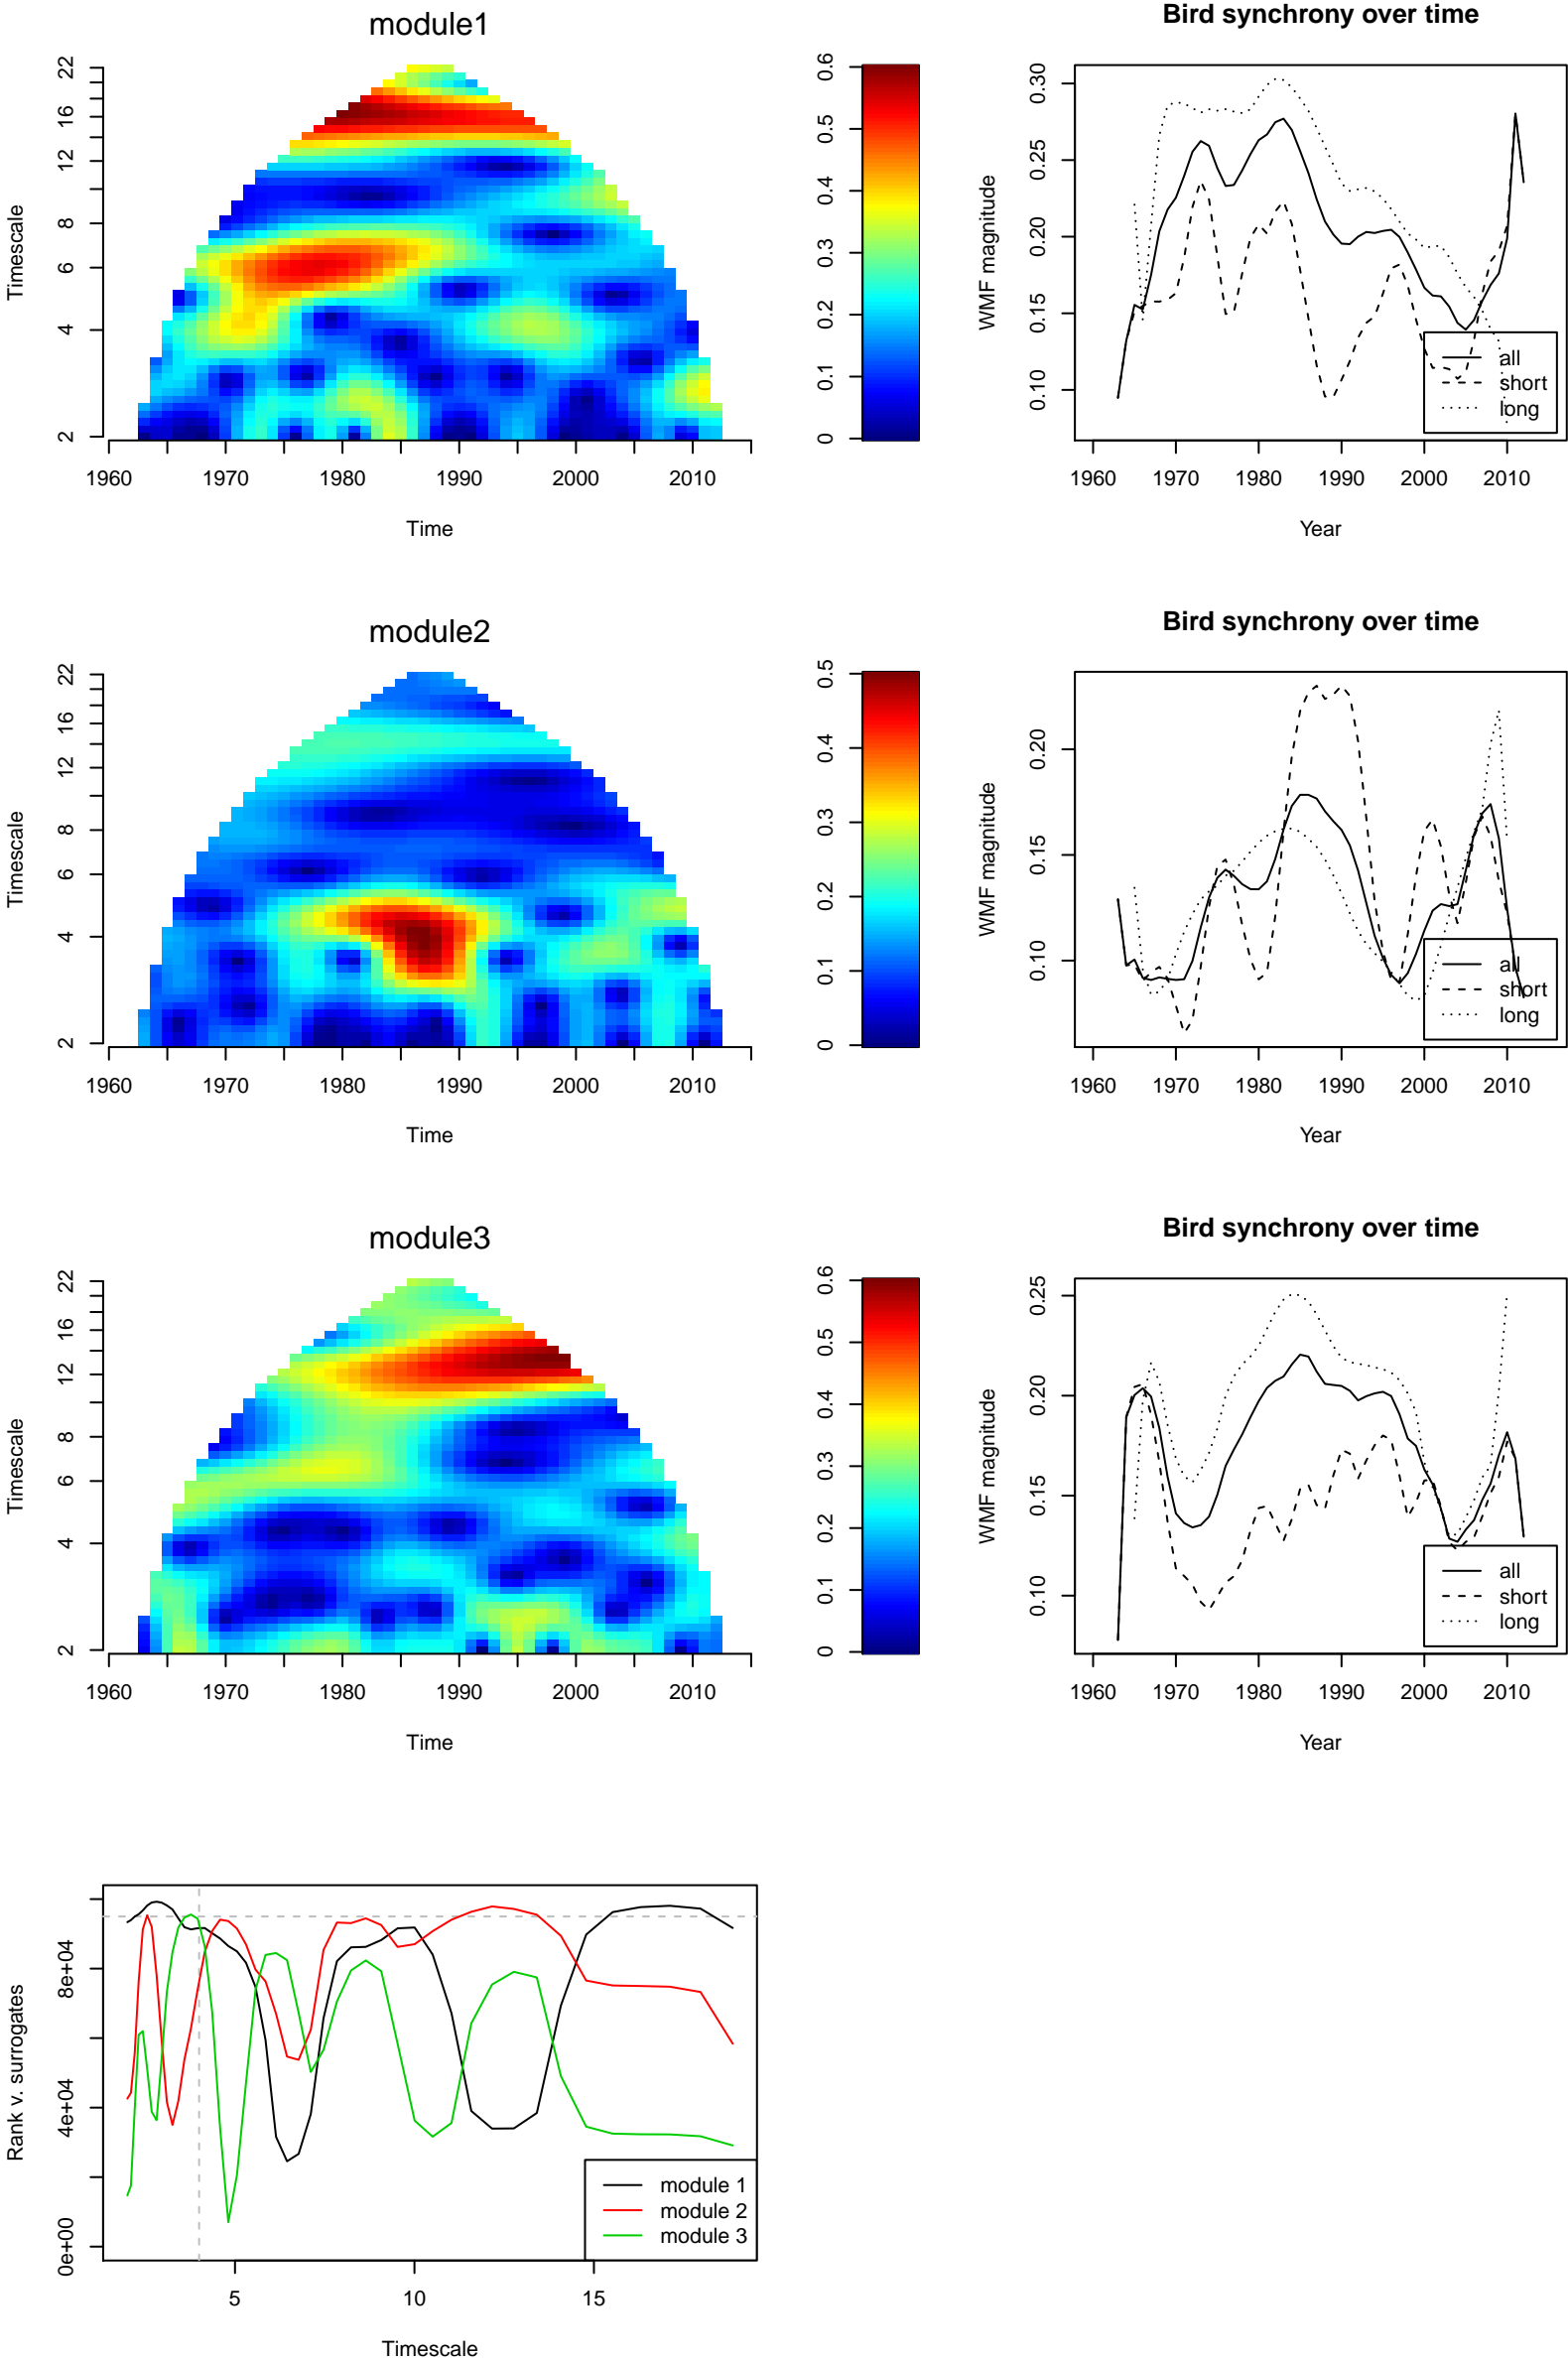 module1
Timescale
22
16
12
8
6
4
2
1960 1970 1980 1990 2000 2010
Time
0.6
0.5
0.4
0.3
0.2
0.1
0
Bird synchrony over time
WMF magnitude
0.30
0.25
0.20
0.15
0.10
all
short
long
1960 1970 1980 1990 2000 2010
Year
module2
Timescale
22
16
12
8
6
4
2
1960 1970 1980 1990 2000 2010
Time
0.5
0.4
0.3
0.2
0.1
0
Bird synchrony over time
WMF magnitude
0.20
0.15
0.10
all
short
long
1960 1970 1980 1990 2000 2010
Year
module3
Timescale
22
16
12
8
6
4
2
1960 1970 1980 1990 2000 2010
Time
0.6
0.5
0.4
0.3
0.2
0.1
0
Bird synchrony over time
WMF magnitude
0.25
0.20
0.15
0.10
all
short
long
1960 1970 1980 1990 2000 2010
Year
Rank v. surrogates
8e+04
4e+04
0e+00
module 1
module 2
module 3
5 10 15
Timescale